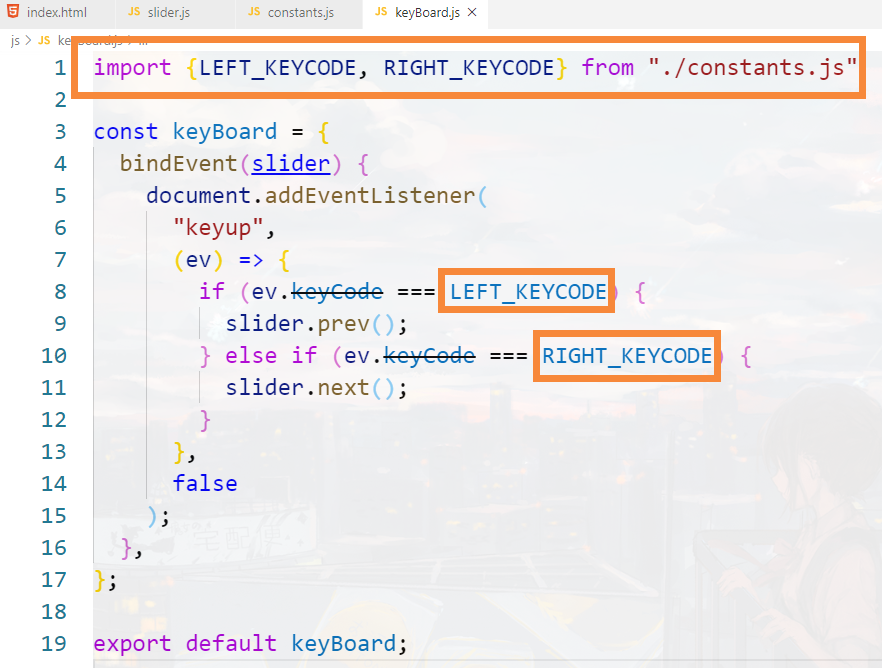 index.html JS slider.js JS constants.js JS keyBoard.js ×
js > JS keyBoard.js > ...
1 import {LEFT_KEYCODE, RIGHT_KEYCODE} from "./constants.js"
2
3 const keyBoard = {
4 bindEvent(slider) {
5 document.addEventListener(
6 "keyup",
7 (ev) => {
8 if (ev.keyCode === LEFT_KEYCODE) {
9 slider.prev();
10 } else if (ev.keyCode === RIGHT_KEYCODE) {
11 slider.next();
12 }
13 },
14 false
15 );
16 },
17 };
18
19 export default keyBoard;